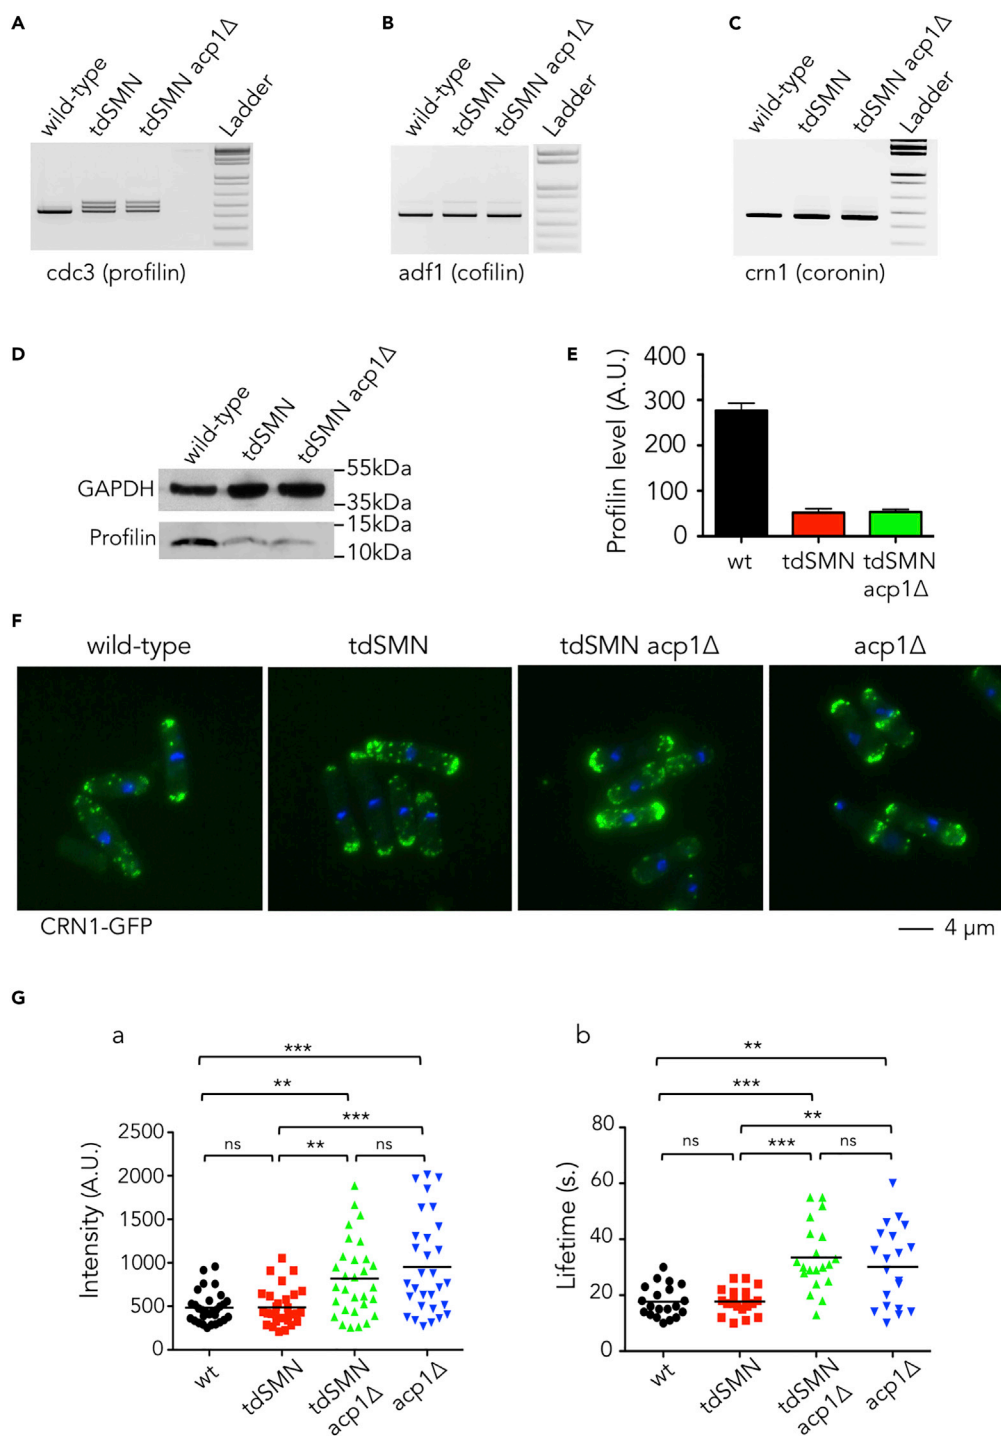 A
wild-type
tdSMN
tdSMN acp1Δ
Ladder
cdc3 (profilin)
B
wild-type
tdSMN
tdSMN acp1Δ
Ladder
adf1 (cofilin)
C
wild-type
tdSMN
tdSMN acp1Δ
Ladder
crn1 (coronin)
D
wild-type
tdSMN
tdSMN acp1Δ
GAPDH
55kDa
35kDa
Profilin
15kDa
10kDa
E
Profilin level (A.U.)
400
300
200
100
0
wt
tdSMN
tdSMN
acp1Δ
F
wild-type
tdSMN
tdSMN acp1Δ
acp1Δ
CRN1-GFP
4 µm
G
a
***
**
***
ns
**
ns
Intensity (A.U.)
2500
2000
1500
1000
500
0
wt
tdSMN
tdSMN
acp1Δ
acp1Δ
b
**
***
**
ns
***
ns
Lifetime (s.)
80
60
40
20
0
wt
tdSMN
tdSMN
acp1Δ
acp1Δ